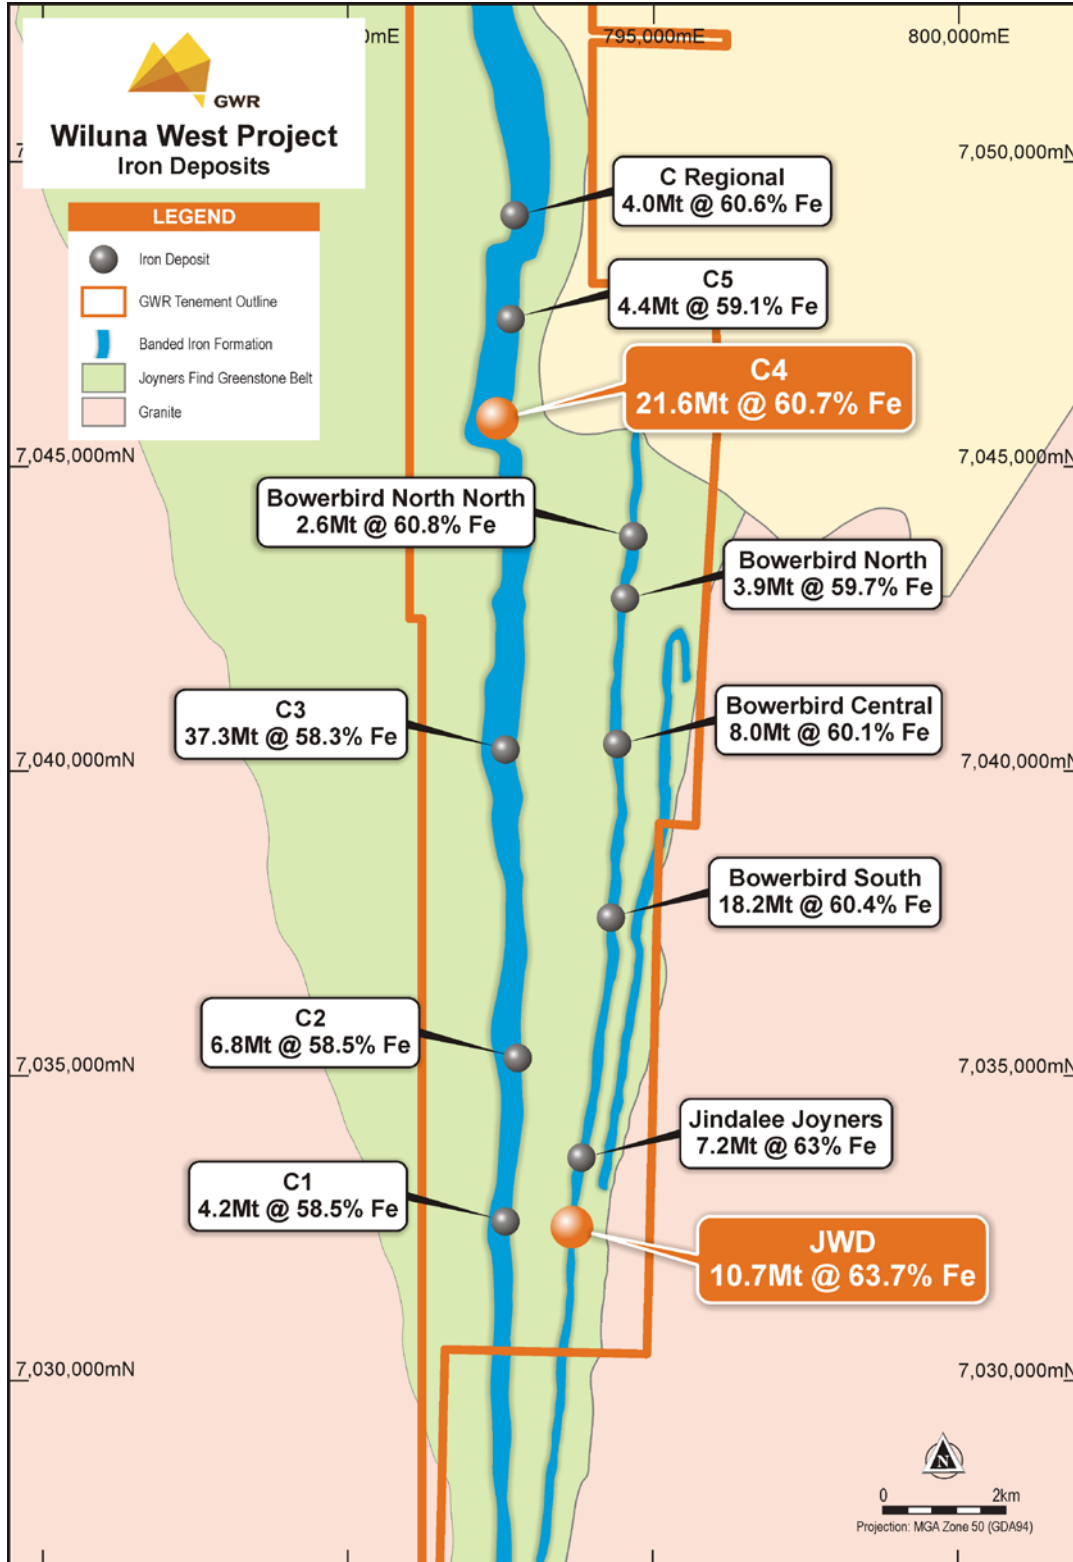 GWR
Wiluna West Project
Iron Deposits
LEGEND
Iron Deposit
GWR Tenement Outline
Banded Iron Formation
Joyners Find Greenstone Belt
Granite
mE
795,000mE
800,000mE
7,050,000mN
C Regional
4.0Mt @ 60.6% Fe
C5
4.4Mt @ 59.1% Fe
C4
21.6Mt @ 60.7% Fe
7,045,000mN
7,045,000mN
Bowerbird North North
2.6Mt @ 60.8% Fe
Bowerbird North
3.9Mt @ 59.7% Fe
C3
37.3Mt @ 58.3% Fe
Bowerbird Central
8.0Mt @ 60.1% Fe
7,040,000mN
7,040,000mN
Bowerbird South
18.2Mt @ 60.4% Fe
C2
6.8Mt @ 58.5% Fe
7,035,000mN
7,035,000mN
Jindalee Joyners
7.2Mt @ 63% Fe
C1
4.2Mt @ 58.5% Fe
JWD
10.7Mt @ 63.7% Fe
7,030,000mN
7,030,000mN
N
0 2km
Projection: MGA Zone 50 (GDA94)